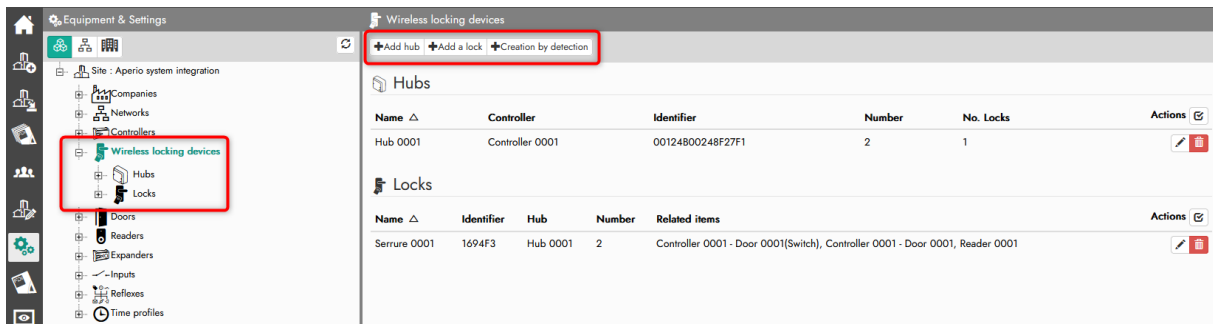 Equipment & Settings
Wireless locking devices
Add hub Add a lock Creation by detection
Site : Aperio system integration
Companies
Networks
Controllers
Wireless locking devices
Hubs
Locks
Doors
Readers
Expanders
Inputs
Reflexes
Time profiles
Hubs
Name Controller Identifier Number No. Locks Actions
Hub 0001 Controller 0001 00124B00248F27F1 2 1
Locks
Name Identifier Hub Number Related items Actions
Serrure 0001 1694F3 Hub 0001 2 Controller 0001 - Door 0001(Switch), Controller 0001 - Door 0001, Reader 0001